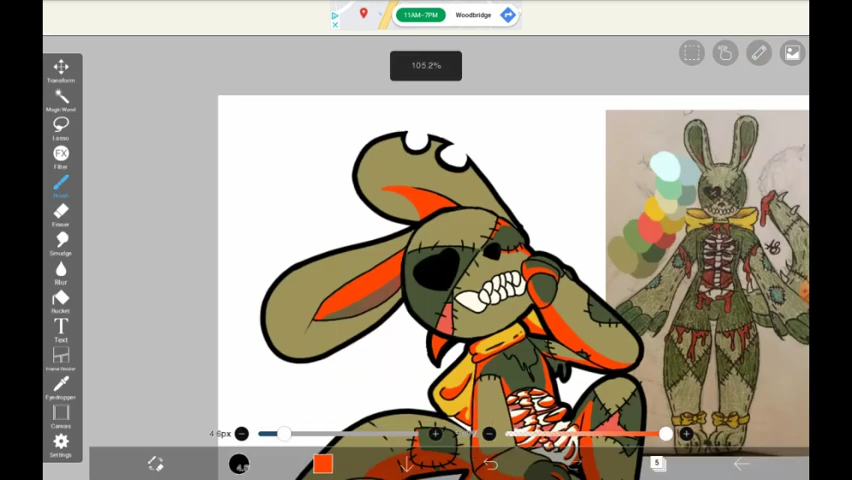 11AM–7PM Woodbridge
105.2%
Transform
Magic Wand
Lasso
FX
Filter
Brush
Eraser
Smudge
Blur
Bucket
T
Text
Frame Divider
Eyedropper
Canvas
Settings
4.6px
5